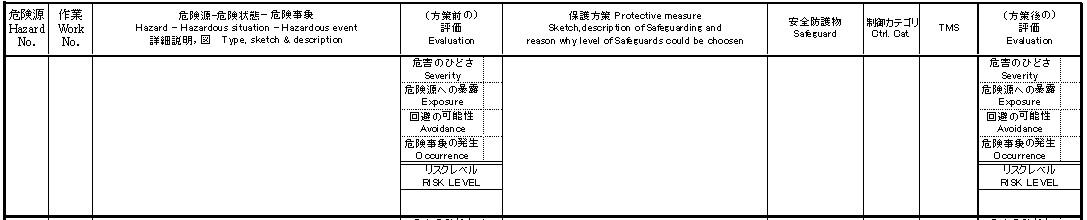 危険源
Hazard
No.
作業
Work
No.
危険源-危険状態-危険事象
Hazard - Hazardous situation - Hazardous event
詳細説明, 図 Type, sketch & description
(方策前の)
評価
Evaluation
保護方策 Protective measure
Sketch,description of Safeguarding and
reason why level of Safeguards could be choosen
安全防護物
Safeguard
制御カテゴリ
Ctrl. Cat.
TMS
(方策後の)
評価
Evaluation
危害のひどさ
Severity
危険源への暴露
Exposure
回避の可能性
Avoidance
危険事象の発生
Occurrence
リスクレベル
RISK LEVEL
危害のひどさ
Severity
危険源への暴露
Exposure
回避の可能性
Avoidance
危険事象の発生
Occurrence
リスクレベル
RISK LEVEL